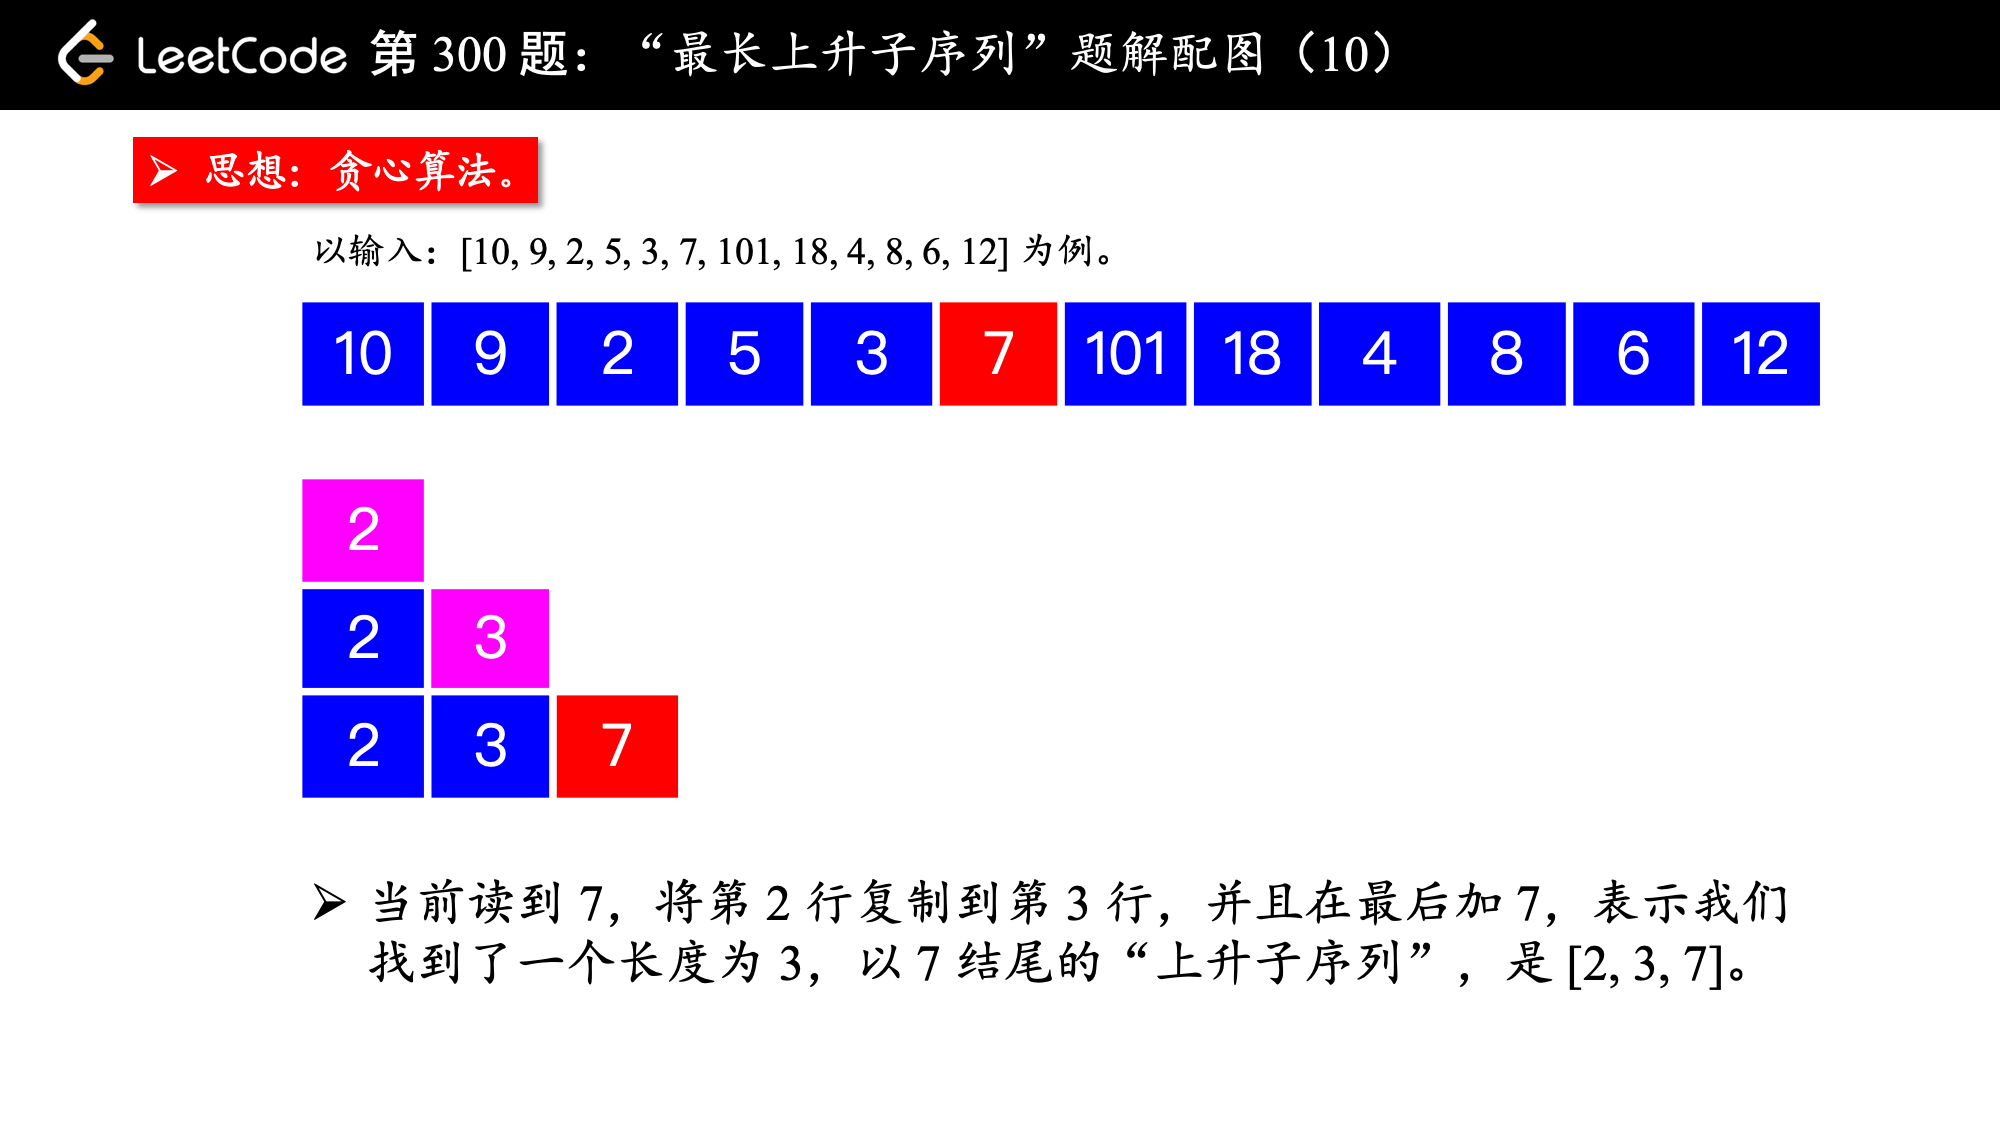 LeetCode 第 300 题：“最长上升子序列”题解配图（10）
➢ 思想：贪心算法。
以输入：[10, 9, 2, 5, 3, 7, 101, 18, 4, 8, 6, 12] 为例。
10 9 2 5 3 7 101 18 4 8 6 12
2
2 3
2 3 7
➢ 当前读到 7，将第 2 行复制到第 3 行，并且在最后加 7，表示我们
找到了一个长度为 3，以 7 结尾的“上升子序列”，是 [2, 3, 7]。